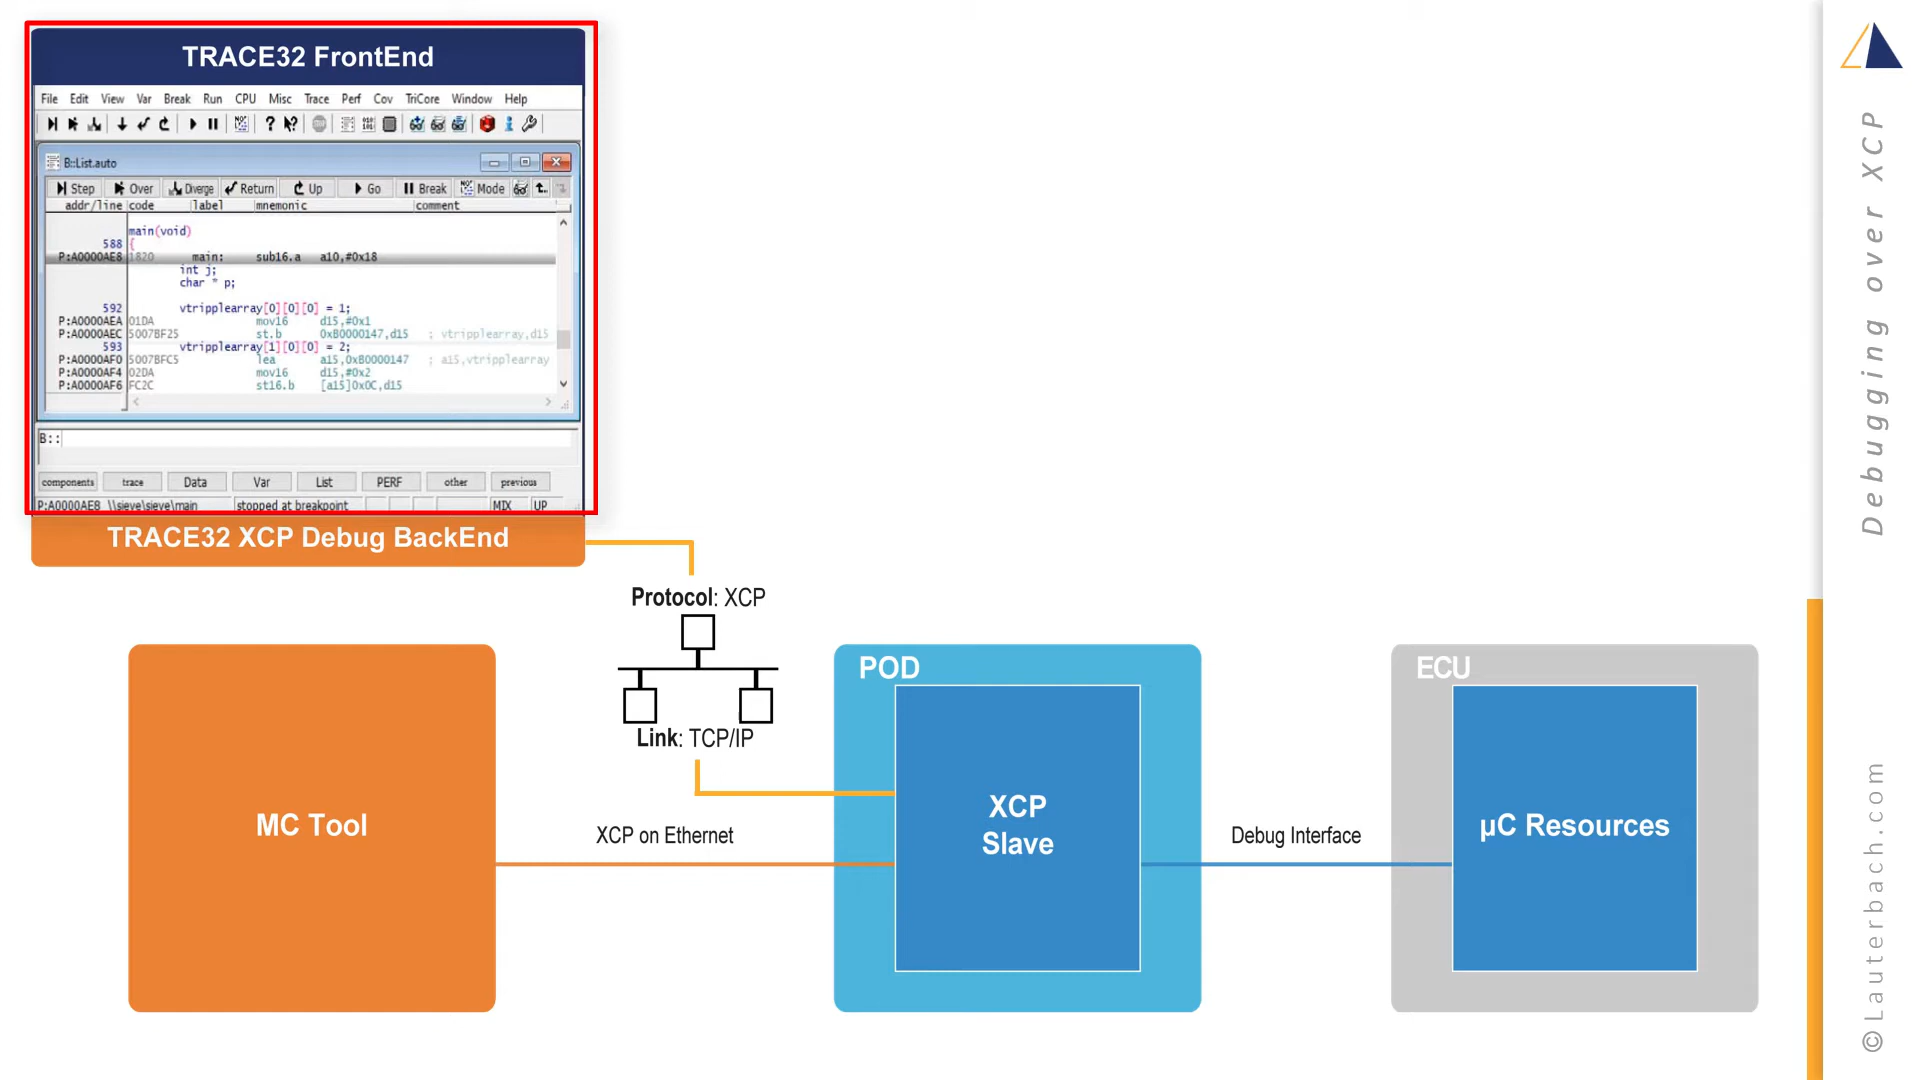 TRACE32 FrontEnd
File Edit View Var Break Run CPU Misc Trace Perf Cov TriCore Window Help
B::List.auto
Step Over Diverge Return Up Go Break Mode
addr/line code label mnemonic comment
main(void)
588 {
P:A0000AE8 1820 main: sub16.a a10,#0x18
int j;
char * p;
592 vtripplearray[0][0][0] = 1;
P:A0000AEA 01DA mov16 d15,#0x1
P:A0000AEC 5007BF25 st.b 0xB0000147,d15 ; vtripplearray,d15
593 vtripplearray[1][0][0] = 2;
P:A0000AF0 5007BFC5 lea a15,0xB0000147 ; a15,vtripplearray
P:A0000AF4 02DA mov16 d15,#0x2
P:A0000AF6 FC2C st16.b [a15]0x0C,d15
B::
components trace Data Var List PERF other previous
P:A0000AE8 \\sieve\sieve\main stopped at breakpoint MIX UP
TRACE32 XCP Debug BackEnd
Protocol: XCP
Link: TCP/IP
MC Tool
XCP on Ethernet
POD
XCP
Slave
Debug Interface
ECU
µC Resources
Debugging over XCP
©Lauterbach.com